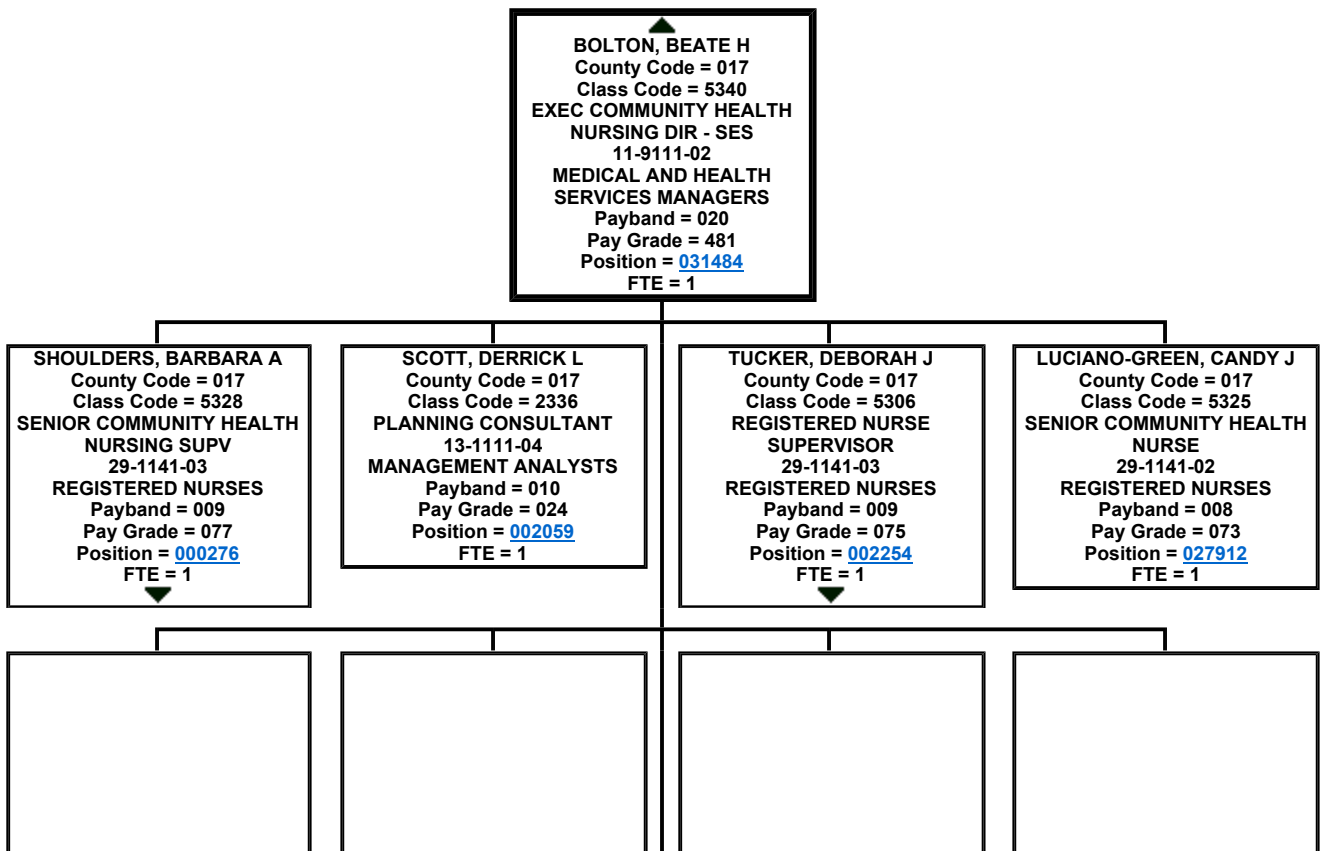 BOLTON, BEATE H
County Code = 017
Class Code = 5340
EXEC COMMUNITY HEALTH
NURSING DIR - SES
11-9111-02
MEDICAL AND HEALTH
SERVICES MANAGERS
Payband = 020
Pay Grade = 481
Position = 031484
FTE = 1
SHOULDERS, BARBARA A
County Code = 017
Class Code = 5328
SENIOR COMMUNITY HEALTH
NURSING SUPV
29-1141-03
REGISTERED NURSES
Payband = 009
Pay Grade = 077
Position = 000276
FTE = 1
SCOTT, DERRICK L
County Code = 017
Class Code = 2336
PLANNING CONSULTANT
13-1111-04
MANAGEMENT ANALYSTS
Payband = 010
Pay Grade = 024
Position = 002059
FTE = 1
TUCKER, DEBORAH J
County Code = 017
Class Code = 5306
REGISTERED NURSE
SUPERVISOR
29-1141-03
REGISTERED NURSES
Payband = 009
Pay Grade = 075
Position = 002254
FTE = 1
LUCIANO-GREEN, CANDY J
County Code = 017
Class Code = 5325
SENIOR COMMUNITY HEALTH
NURSE
29-1141-02
REGISTERED NURSES
Payband = 008
Pay Grade = 073
Position = 027912
FTE = 1